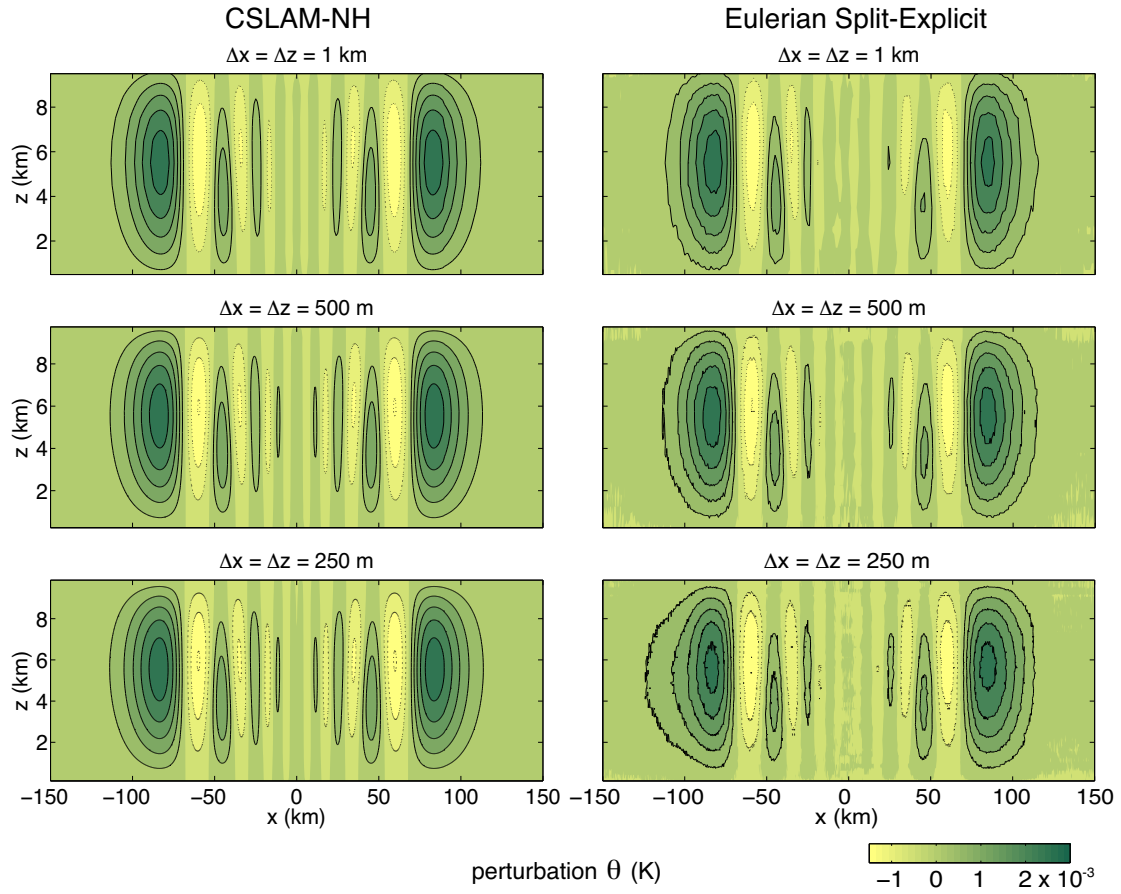 CSLAM-NH
Eulerian Split-Explicit
Δx = Δz = 1 km
Δx = Δz = 1 km
8
6
4
2
z (km)
Δx = Δz = 500 m
Δx = Δz = 500 m
8
6
4
2
z (km)
Δx = Δz = 250 m
Δx = Δz = 250 m
8
6
4
2
z (km)
−150 −100 −50 0 50 100 150
x (km)
−150 −100 −50 0 50 100 150
x (km)
perturbation θ (K)
−1 0 1 2 x 10⁻³